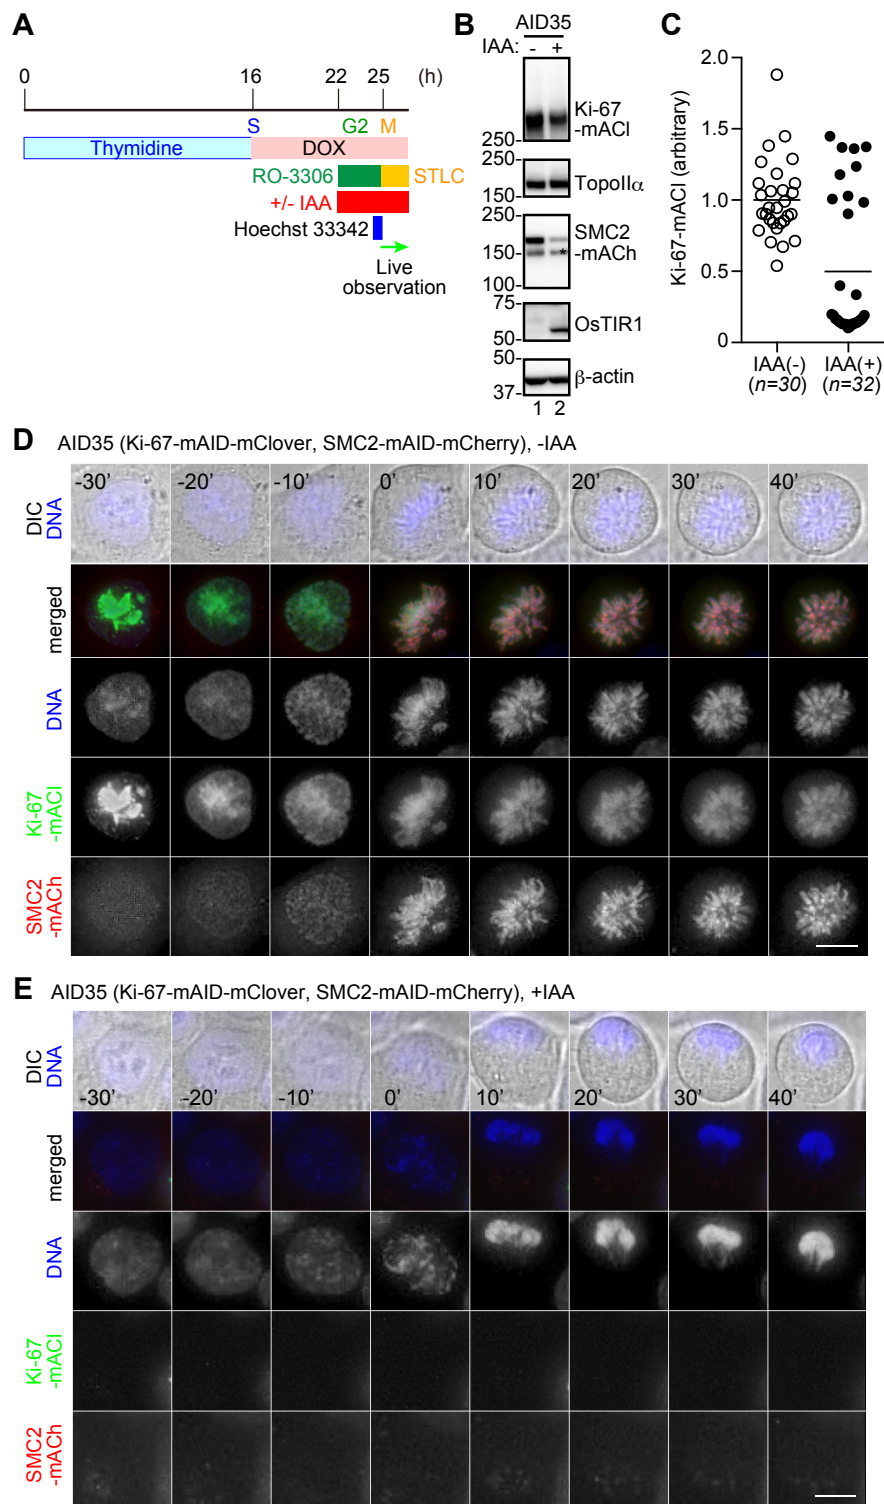 A
0 16 22 25 (h)
S G2 M
Thymidine DOX
RO-3306 STLC
+/- IAA
Hoechst 33342
Live
observation
B
AID35
IAA: - +
Ki-67
-mACl
250-
250-
TopoIIα
150-
250-
SMC2
-mACh
150-
*
100-
75-
OsTIR1
50-
50-
β-actin
37-
1 2
C
Ki-67-mACl (arbitrary)
2.0
1.5
1.0
0.5
0
IAA(-) IAA(+)
(n=30) (n=32)
D AID35 (Ki-67-mAID-mClover, SMC2-mAID-mCherry), -IAA
-30’ -20’ -10’ 0’ 10’ 20’ 30’ 40’
DIC
DNA
merged
DNA
Ki-67
-mACl
SMC2
-mACh
E AID35 (Ki-67-mAID-mClover, SMC2-mAID-mCherry), +IAA
DIC
DNA
-30’ -20’ -10’ 0’ 10’ 20’ 30’ 40’
merged
DNA
Ki-67
-mACl
SMC2
-mACh